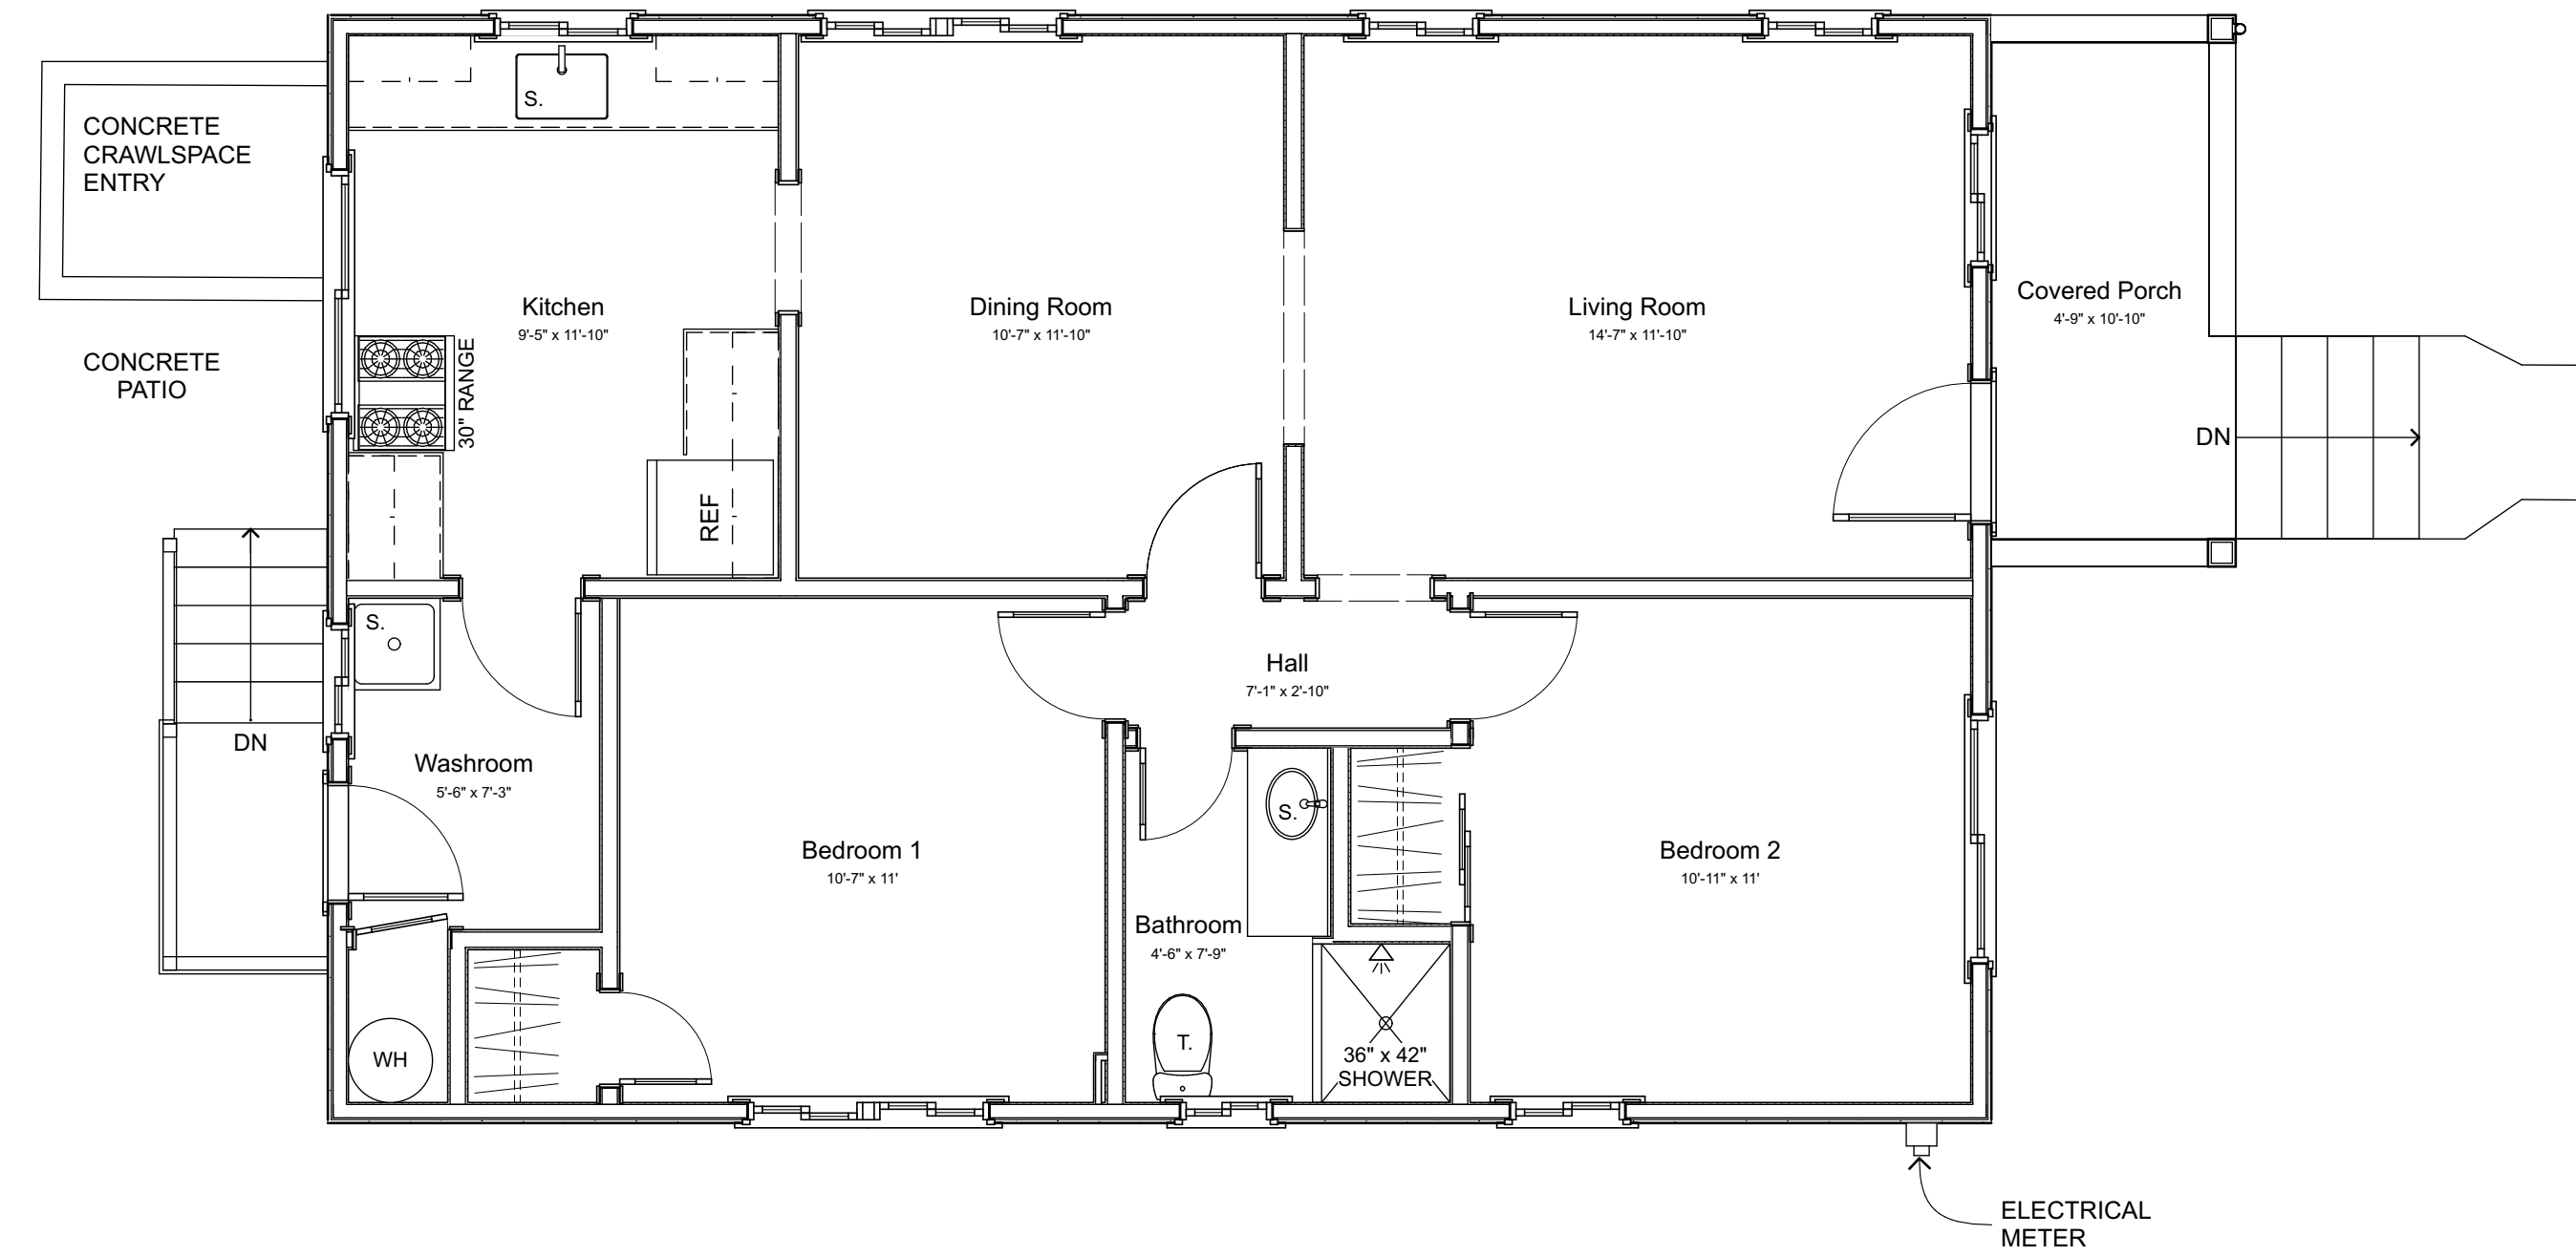 CONCRETE
CRAWLSPACE
ENTRY
S.
Kitchen
9'-5" x 11'-10"
Dining Room
10'-7" x 11'-10"
Living Room
14'-7" x 11'-10"
Covered Porch
4'-9" x 10'-10"
CONCRETE
PATIO
30" RANGE
REF
DN
S.
Hall
7'-1" x 2'-10"
DN
Washroom
5'-6" x 7'-3"
S.
Bedroom 1
10'-7" x 11'
Bedroom 2
10'-11" x 11'
Bathroom
4'-6" x 7'-9"
WH
T.
36" x 42"
SHOWER
ELECTRICAL
METER